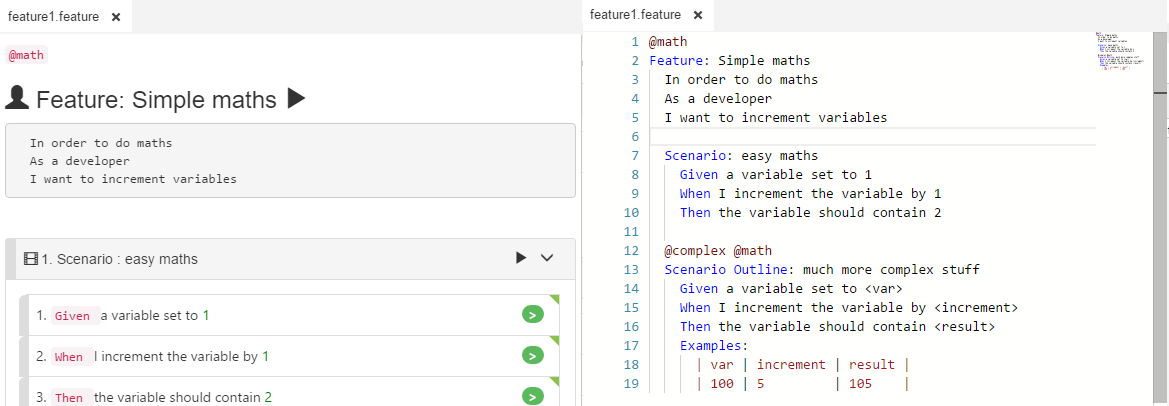 feature1.feature ×
@math
Feature: Simple maths
In order to do maths
As a developer
I want to increment variables
1. Scenario : easy maths
1. Given a variable set to 1
2. When I increment the variable by 1
3. Then the variable should contain 2
feature1.feature ×
1 @math
2 Feature: Simple maths
3 In order to do maths
4 As a developer
5 I want to increment variables
6
7 Scenario: easy maths
8 Given a variable set to 1
9 When I increment the variable by 1
10 Then the variable should contain 2
11
12 @complex @math
13 Scenario Outline: much more complex stuff
14 Given a variable set to <var>
15 When I increment the variable by <increment>
16 Then the variable should contain <result>
17 Examples:
18 | var | increment | result |
19 | 100 | 5 | 105 |